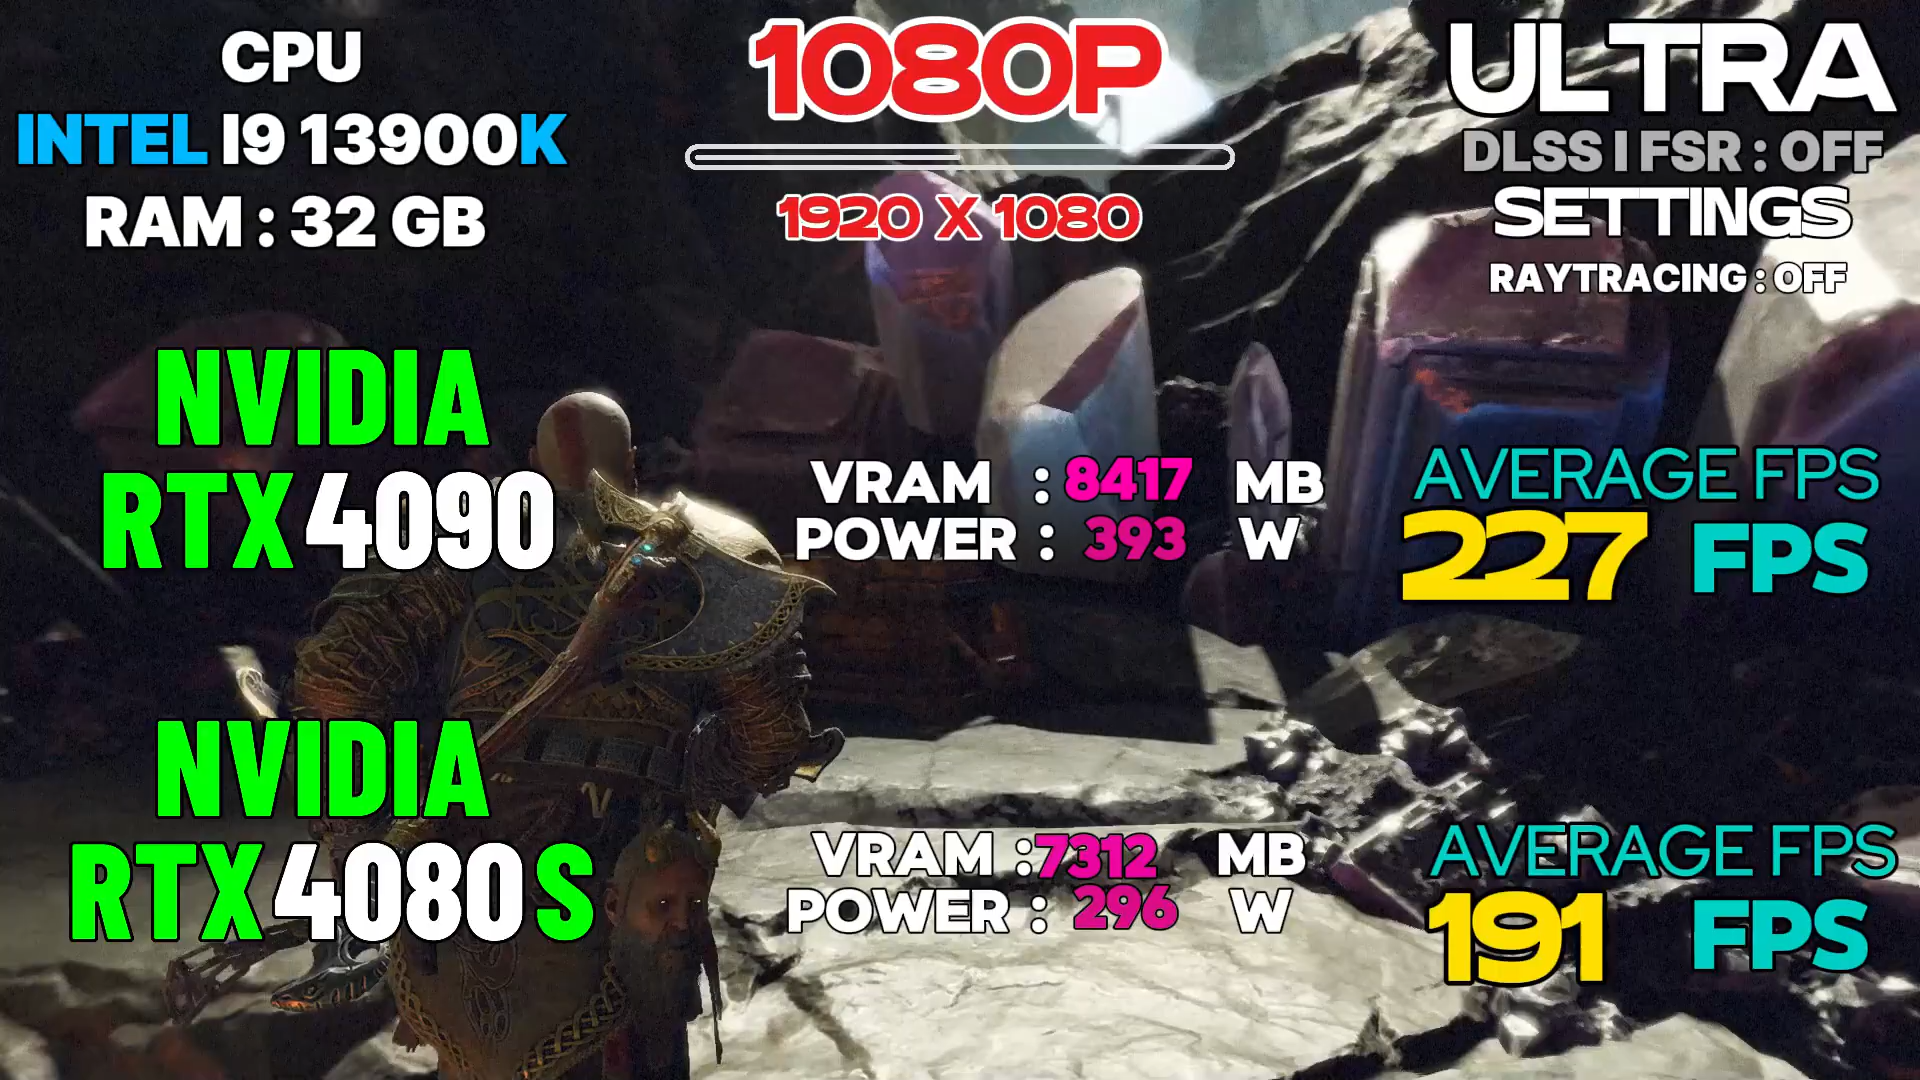 CPU
INTEL I9 13900K
RAM : 32 GB
1080P
1920 X 1080
ULTRA
DLSS I FSR : OFF
SETTINGS
RAYTRACING : OFF
NVIDIA
RTX 4090
VRAM : 8417 MB
POWER : 393 W
AVERAGE FPS
227 FPS
NVIDIA
RTX 4080 S
VRAM : 7312 MB
POWER : 296 W
AVERAGE FPS
191 FPS